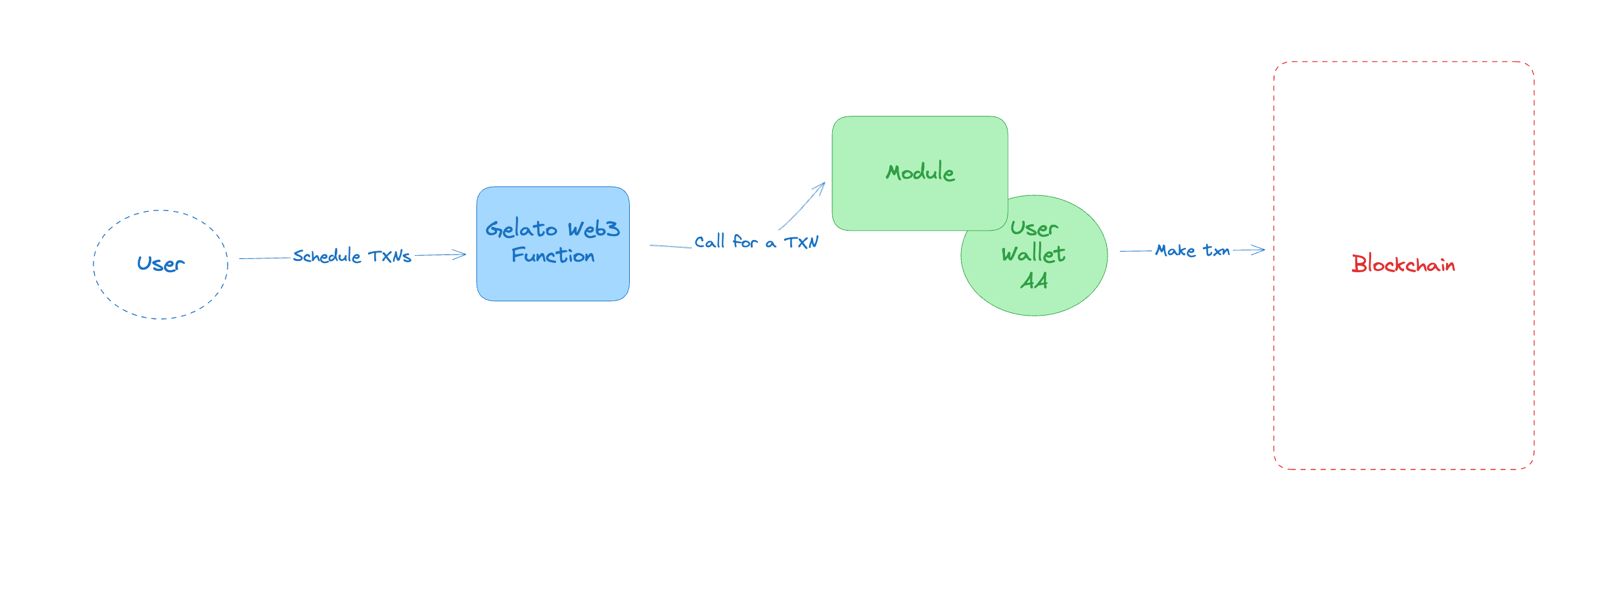 User
Schedule TXNs
Gelato Web3
Function
Call for a TXN
Module
User
Wallet
AA
Make txn
Blockchain